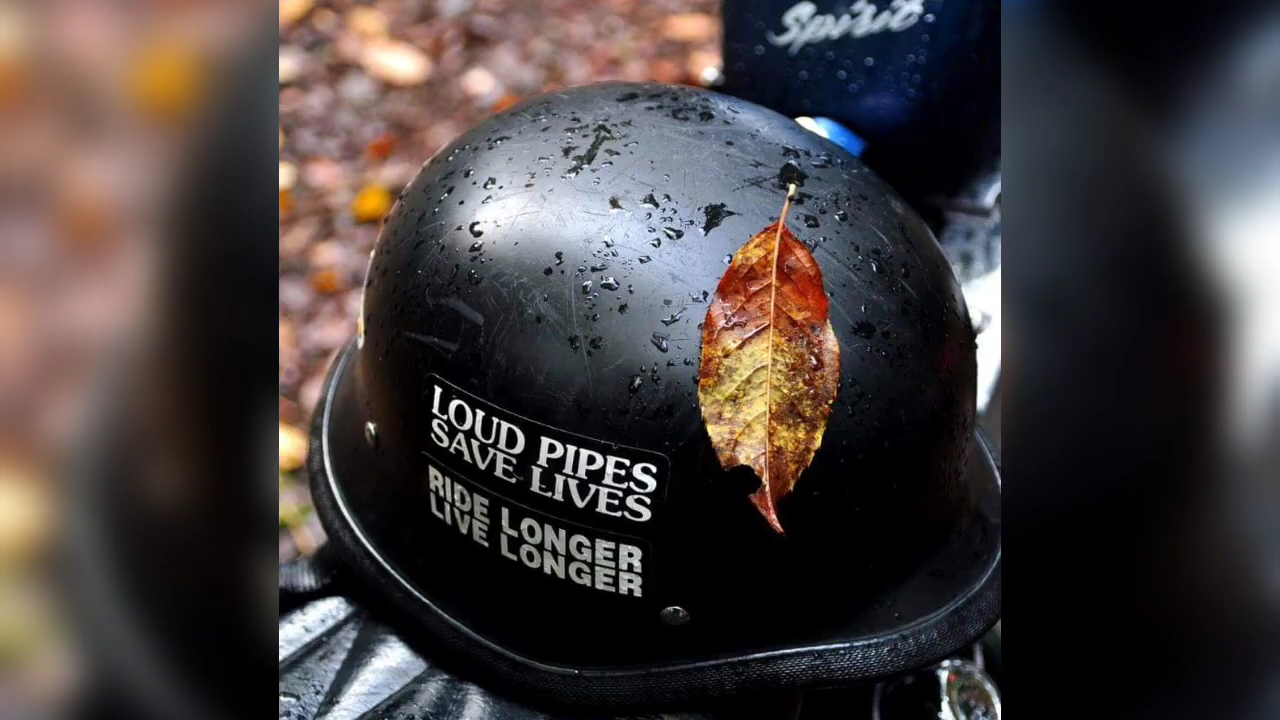 Spirit
LOUD PIPES
SAVE LIVES
RIDE LONGER
LIVE LONGER